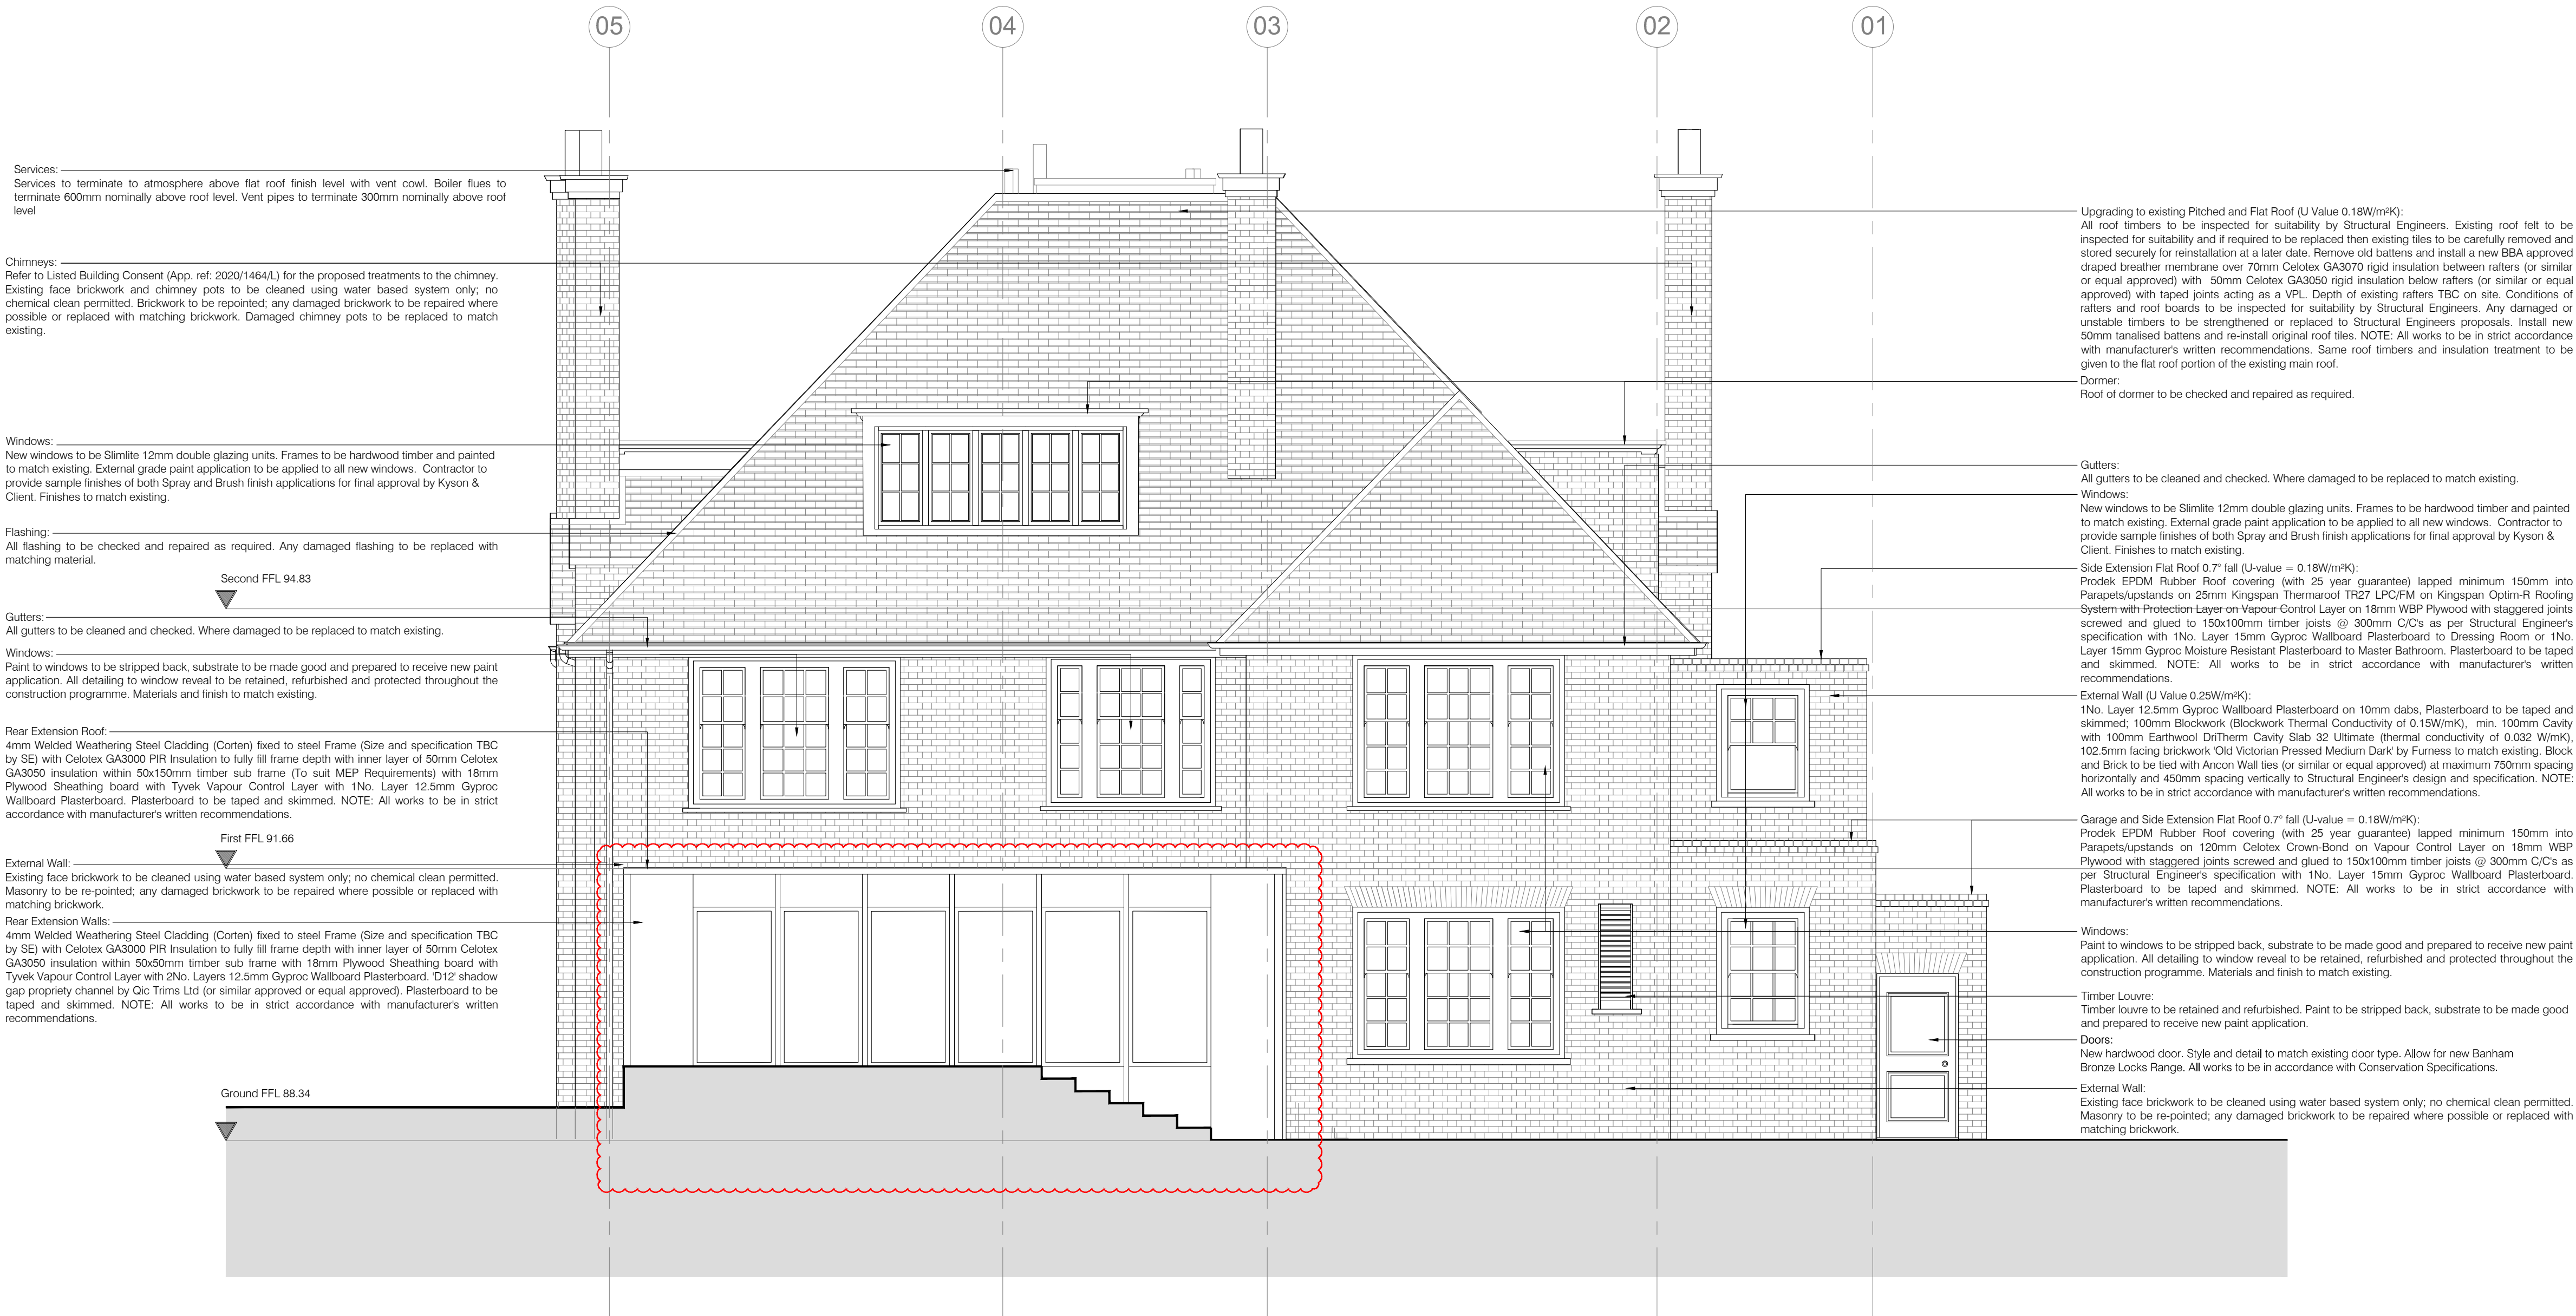 05
04
03
02
01
Services:
Services to terminate to atmosphere above flat roof finish level with vent cowl. Boiler flues to
terminate 600mm nominally above roof level. Vent pipes to terminate 300mm nominally above roof
level
Chimneys:
Refer to Listed Building Consent (App. ref: 2020/1464/L) for the proposed treatments to the chimney.
Existing face brickwork and chimney pots to be cleaned using water based system only; no
chemical clean permitted. Brickwork to be repointed; any damaged brickwork to be repaired where
possible or replaced with matching brickwork. Damaged chimney pots to be replaced to match
existing.
Windows:
New windows to be Slimlite 12mm double glazing units. Frames to be hardwood timber and painted
to match existing. External grade paint application to be applied to all new windows. Contractor to
provide sample finishes of both Spray and Brush finish applications for final approval by Kyson &
Client. Finishes to match existing.
Flashing:
All flashing to be checked and repaired as required. Any damaged flashing to be replaced with
matching material.
Second FFL 94.83
Gutters:
All gutters to be cleaned and checked. Where damaged to be replaced to match existing.
Windows:
Paint to windows to be stripped back, substrate to be made good and prepared to receive new paint
application. All detailing to window reveal to be retained, refurbished and protected throughout the
construction programme. Materials and finish to match existing.
Rear Extension Roof:
4mm Welded Weathering Steel Cladding (Corten) fixed to steel Frame (Size and specification TBC
by SE) with Celotex GA3000 PIR Insulation to fully fill frame depth with inner layer of 50mm Celotex
GA3050 insulation within 50x150mm timber sub frame (To suit MEP Requirements) with 18mm
Plywood Sheathing board with Tyvek Vapour Control Layer with 1No. Layer 12.5mm Gyproc
Wallboard Plasterboard. Plasterboard to be taped and skimmed. NOTE: All works to be in strict
accordance with manufacturer's written recommendations.
First FFL 91.66
External Wall:
Existing face brickwork to be cleaned using water based system only; no chemical clean permitted.
Masonry to be re-pointed; any damaged brickwork to be repaired where possible or replaced with
matching brickwork.
Rear Extension Walls:
4mm Welded Weathering Steel Cladding (Corten) fixed to steel Frame (Size and specification TBC
by SE) with Celotex GA3000 PIR Insulation to fully fill frame depth with inner layer of 50mm Celotex
GA3050 insulation within 50x50mm timber sub frame with 18mm Plywood Sheathing board with
Tyvek Vapour Control Layer with 2No. Layers 12.5mm Gyproc Wallboard Plasterboard. 'D12' shadow
gap propriety channel by Qic Trims Ltd (or similar approved or equal approved). Plasterboard to be
taped and skimmed. NOTE: All works to be in strict accordance with manufacturer's written
recommendations.
Ground FFL 88.34
Upgrading to existing Pitched and Flat Roof (U Value 0.18W/m²K):
All roof timbers to be inspected for suitability by Structural Engineers. Existing roof felt to be
inspected for suitability and if required to be replaced then existing tiles to be carefully removed and
stored securely for reinstallation at a later date. Remove old battens and install a new BBA approved
draped breather membrane over 70mm Celotex GA3070 rigid insulation between rafters (or similar
or equal approved) with 50mm Celotex GA3050 rigid insulation below rafters (or similar or equal
approved) with taped joints acting as a VPL. Depth of existing rafters TBC on site. Conditions of
rafters and roof boards to be inspected for suitability by Structural Engineers. Any damaged or
unstable timbers to be strengthened or replaced to Structural Engineers proposals. Install new
50mm tanalised battens and re-install original roof tiles. NOTE: All works to be in strict accordance
with manufacturer's written recommendations. Same roof timbers and insulation treatment to be
given to the flat roof portion of the existing main roof.
Dormer:
Roof of dormer to be checked and repaired as required.
Gutters:
All gutters to be cleaned and checked. Where damaged to be replaced to match existing.
Windows:
New windows to be Slimlite 12mm double glazing units. Frames to be hardwood timber and painted
to match existing. External grade paint application to be applied to all new windows. Contractor to
provide sample finishes of both Spray and Brush finish applications for final approval by Kyson &
Client. Finishes to match existing.
Side Extension Flat Roof 0.7° fall (U-value = 0.18W/m²K):
Prodek EPDM Rubber Roof covering (with 25 year guarantee) lapped minimum 150mm into
Parapets/upstands on 25mm Kingspan Thermaroof TR27 LPC/FM on Kingspan Optim-R Roofing
System with Protection Layer on Vapour Control Layer on 18mm WBP Plywood with staggered joints
screwed and glued to 150x100mm timber joists @ 300mm C/C's as per Structural Engineer's
specification with 1No. Layer 15mm Gyproc Wallboard Plasterboard to Dressing Room or 1No.
Layer 15mm Gyproc Moisture Resistant Plasterboard to Master Bathroom. Plasterboard to be taped
and skimmed. NOTE: All works to be in strict accordance with manufacturer's written
recommendations.
External Wall (U Value 0.25W/m²K):
1No. Layer 12.5mm Gyproc Wallboard Plasterboard on 10mm dabs, Plasterboard to be taped and
skimmed; 100mm Blockwork (Blockwork Thermal Conductivity of 0.15W/mK), min. 100mm Cavity
with 100mm Earthwool DriTherm Cavity Slab 32 Ultimate (thermal conductivity of 0.032 W/mK),
102.5mm facing brickwork 'Old Victorian Pressed Medium Dark' by Furness to match existing. Block
and Brick to be tied with Ancon Wall ties (or similar or equal approved) at maximum 750mm spacing
horizontally and 450mm spacing vertically to Structural Engineer's design and specification. NOTE:
All works to be in strict accordance with manufacturer's written recommendations.
Garage and Side Extension Flat Roof 0.7° fall (U-value = 0.18W/m²K):
Prodek EPDM Rubber Roof covering (with 25 year guarantee) lapped minimum 150mm into
Parapets/upstands on 120mm Celotex Crown-Bond on Vapour Control Layer on 18mm WBP
Plywood with staggered joints screwed and glued to 150x100mm timber joists @ 300mm C/C's as
per Structural Engineer's specification with 1No. Layer 15mm Gyproc Wallboard Plasterboard.
Plasterboard to be taped and skimmed. NOTE: All works to be in strict accordance with
manufacturer's written recommendations.
Windows:
Paint to windows to be stripped back, substrate to be made good and prepared to receive new paint
application. All detailing to window reveal to be retained, refurbished and protected throughout the
construction programme. Materials and finish to match existing.
Timber Louvre:
Timber louvre to be retained and refurbished. Paint to be stripped back, substrate to be made good
and prepared to receive new paint application.
Doors:
New hardwood door. Style and detail to match existing door type. Allow for new Banham
Bronze Locks Range. All works to be in accordance with Conservation Specifications.
External Wall:
Existing face brickwork to be cleaned using water based system only; no chemical clean permitted.
Masonry to be re-pointed; any damaged brickwork to be repaired where possible or replaced with
matching brickwork.